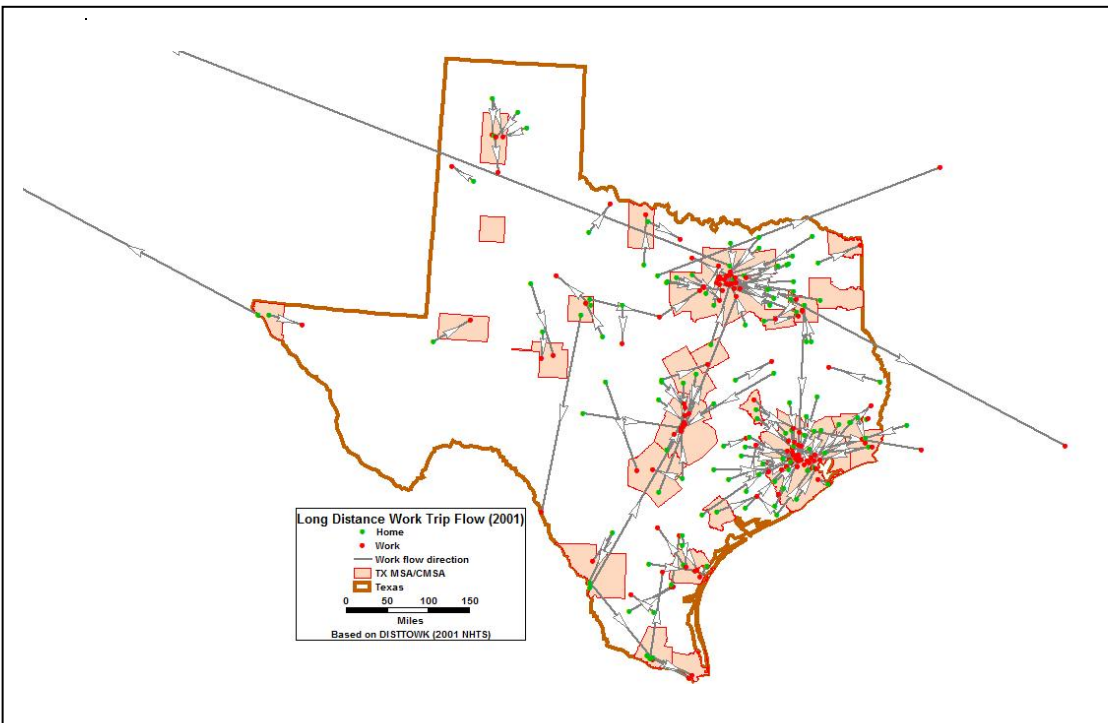 Long Distance Work Trip Flow (2001)
Home
Work
Work flow direction
TX MSA/CMSA
Texas
0 50 100 150
Miles
Based on DISTTOWK (2001 NHTS)